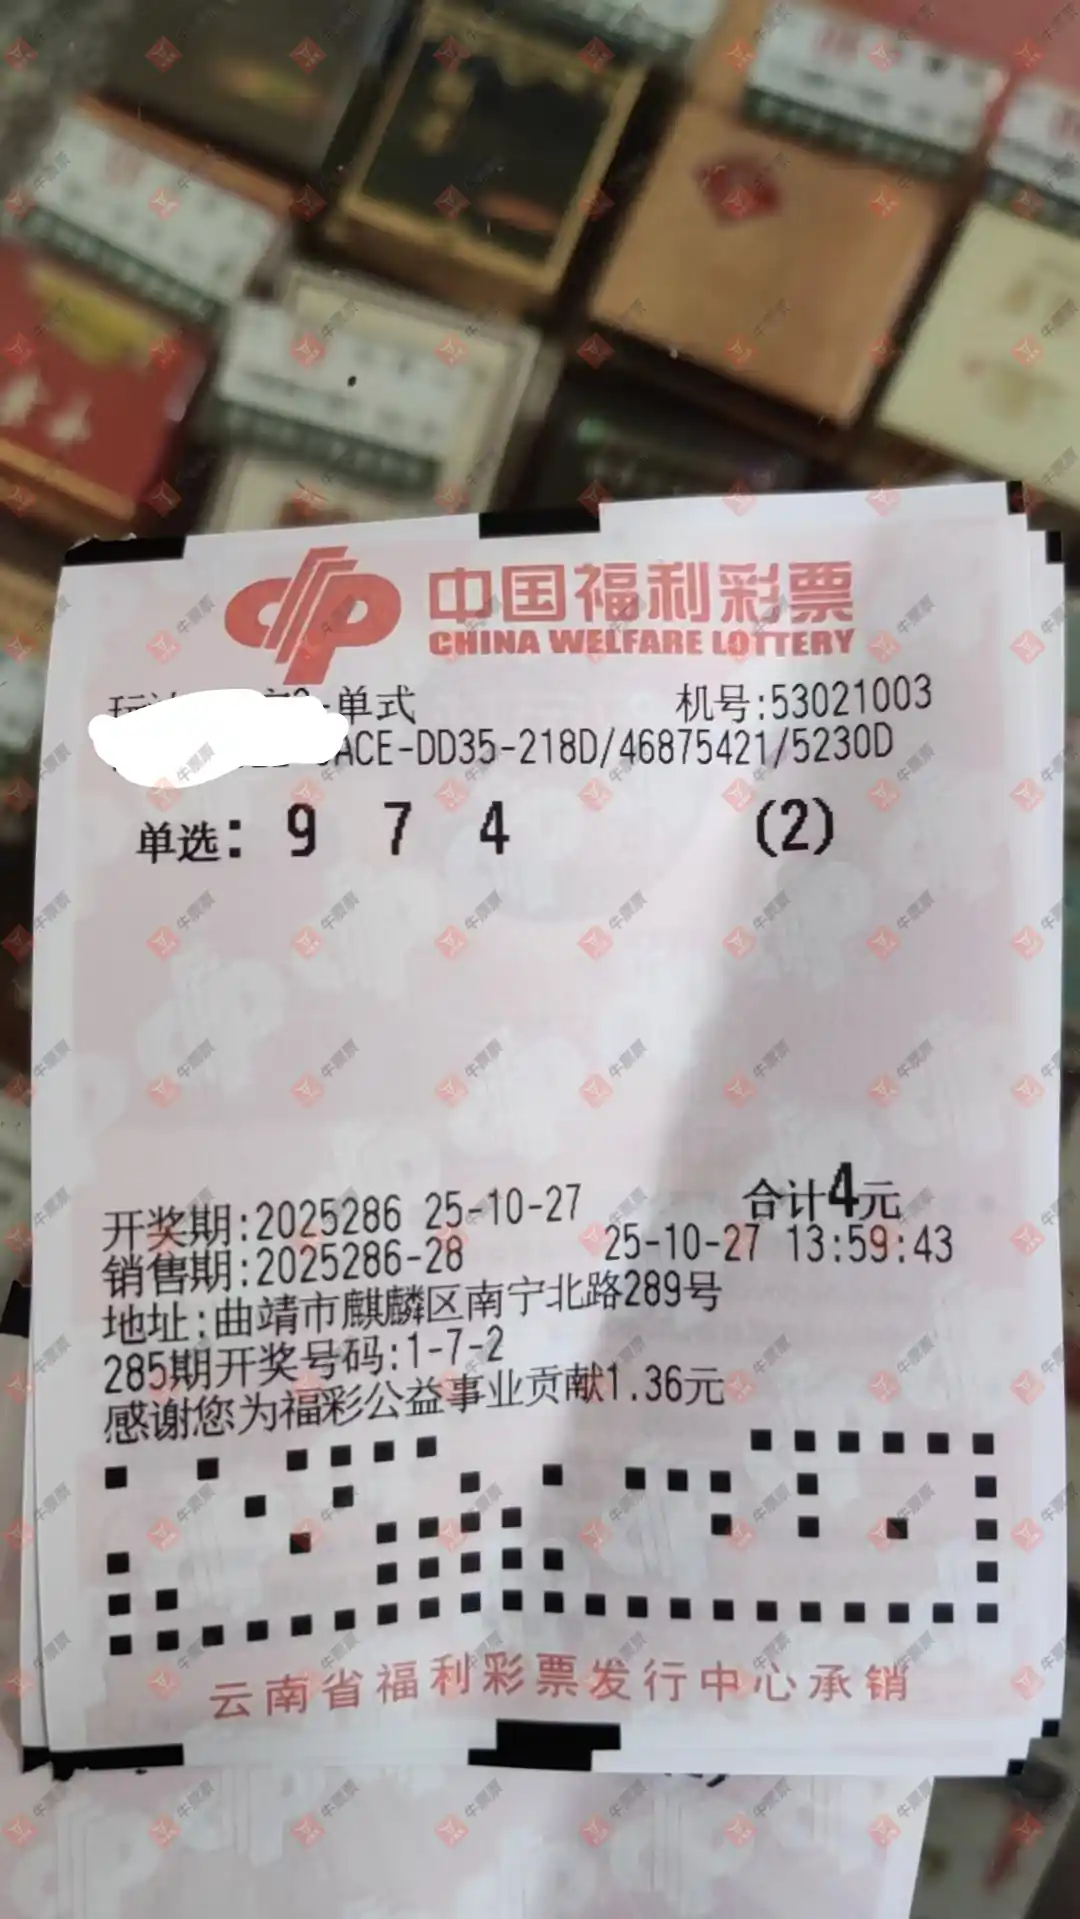 中国福利彩票
CHINA WELFARE LOTTERY
单式 机号:53021003
ACE-DD35-218D/46875421/5230D
单选: 9 7 4 (2)
合计4元
开奖期:2025286 25-10-27
销售期:2025286-28 25-10-27 13:59:43
地址:曲靖市麒麟区南宁北路289号
285期开奖号码:1-7-2
感谢您为福彩公益事业贡献1.36元
云南省福利彩票发行中心承销
牛票票